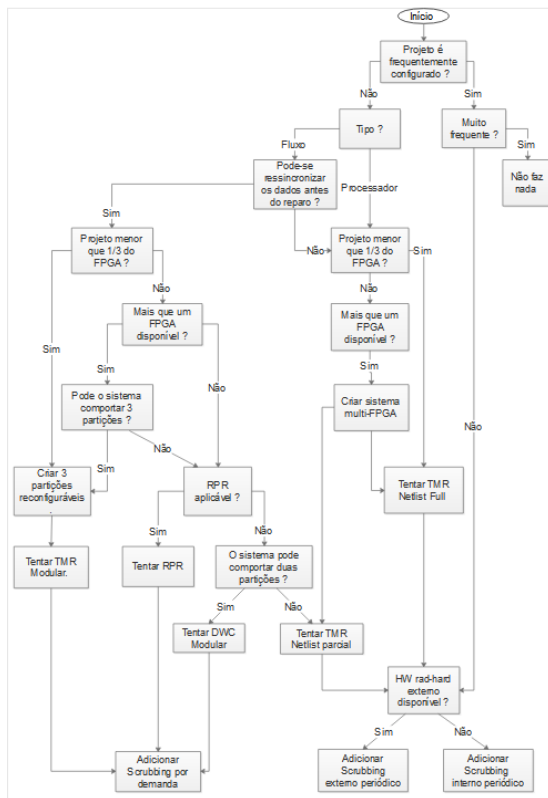 Início
Projeto é
frequentemente
configurado ?
Não
Sim
Tipo ?
Muito
frequente ?
Fluxo
Sim
Pode-se
ressincronizar
os dados antes
do reparo ?
Processador
Não faz
nada
Sim
Projeto menor
que 1/3 do
FPGA ?
Não
Projeto menor
que 1/3 do
FPGA ?
Sim
Não
Não
Mais que um
FPGA
disponível ?
Mais que um
FPGA
disponível ?
Sim
Sim
Sim
Não
Não
Pode o sistema
comportar 3
partições ?
Criar sistema
multi-FPGA
Sim
Não
Criar 3
partições
reconfiguráveis
.
RPR
aplicável ?
Tentar TMR
Netlist Full
Sim
Não
Tentar TMR
Modular.
Tentar RPR
O sistema pode
comportar duas
partições ?
Sim
Não
Tentar DWC
Modular
Tentar TMR
Netlist parcial
HW rad-hard
externo
disponível ?
Sim
Não
Adicionar
Scrubbing por
demanda
Adicionar
Scrubbing
externo periódico
Adicionar
Scrubbing
interno periódico